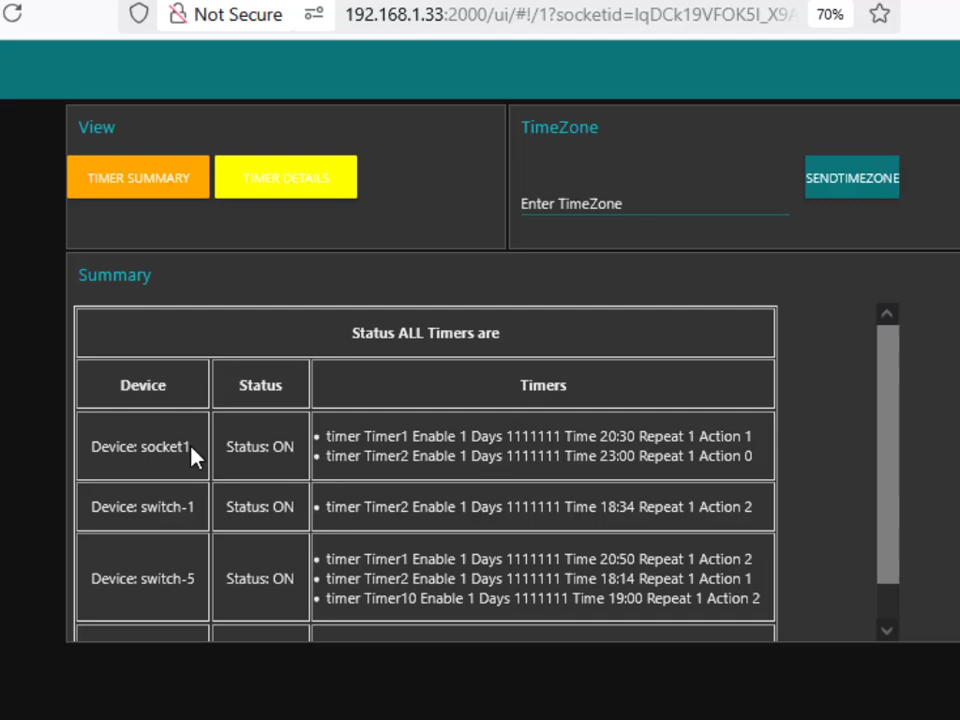 Not Secure 192.168.1.33:2000/ui/#!/1?socketid=IqDCk19VFOK5I_X9A 70%
View
TIMER SUMMARY TIMER DETAILS
TimeZone
Enter TimeZone
SENDTIMEZONE
Summary
Status ALL Timers are
Device Status Timers
Device: socket1 Status: ON
• timer Timer1 Enable 1 Days 1111111 Time 20:30 Repeat 1 Action 1
• timer Timer2 Enable 1 Days 1111111 Time 23:00 Repeat 1 Action 0
Device: switch-1 Status: ON
• timer Timer2 Enable 1 Days 1111111 Time 18:34 Repeat 1 Action 2
Device: switch-5 Status: ON
• timer Timer1 Enable 1 Days 1111111 Time 20:50 Repeat 1 Action 2
• timer Timer2 Enable 1 Days 1111111 Time 18:14 Repeat 1 Action 1
• timer Timer10 Enable 1 Days 1111111 Time 19:00 Repeat 1 Action 2